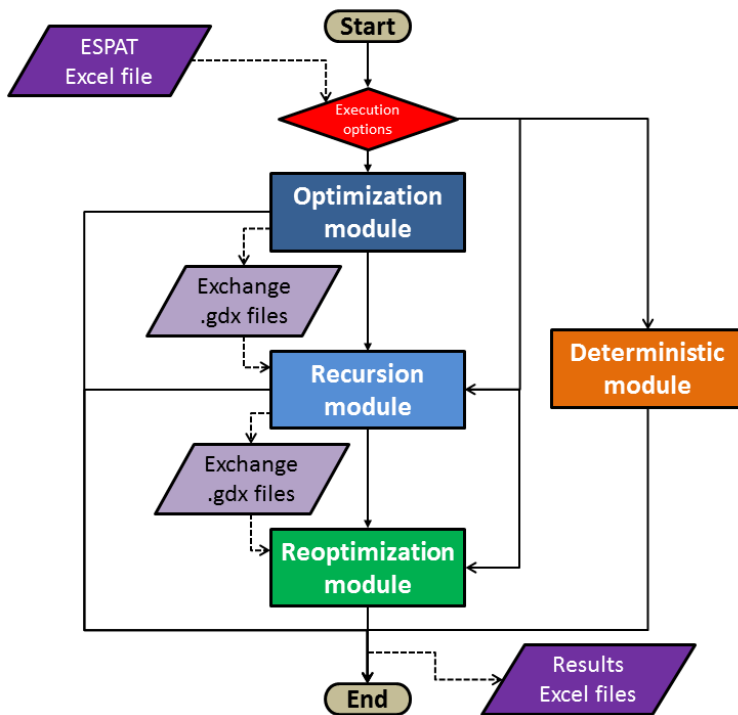 Start
ESPAT
Excel file
Execution
options
Optimization
module
Exchange
.gdx files
Recursion
module
Deterministic
module
Exchange
.gdx files
Reoptimization
module
Results
Excel files
End